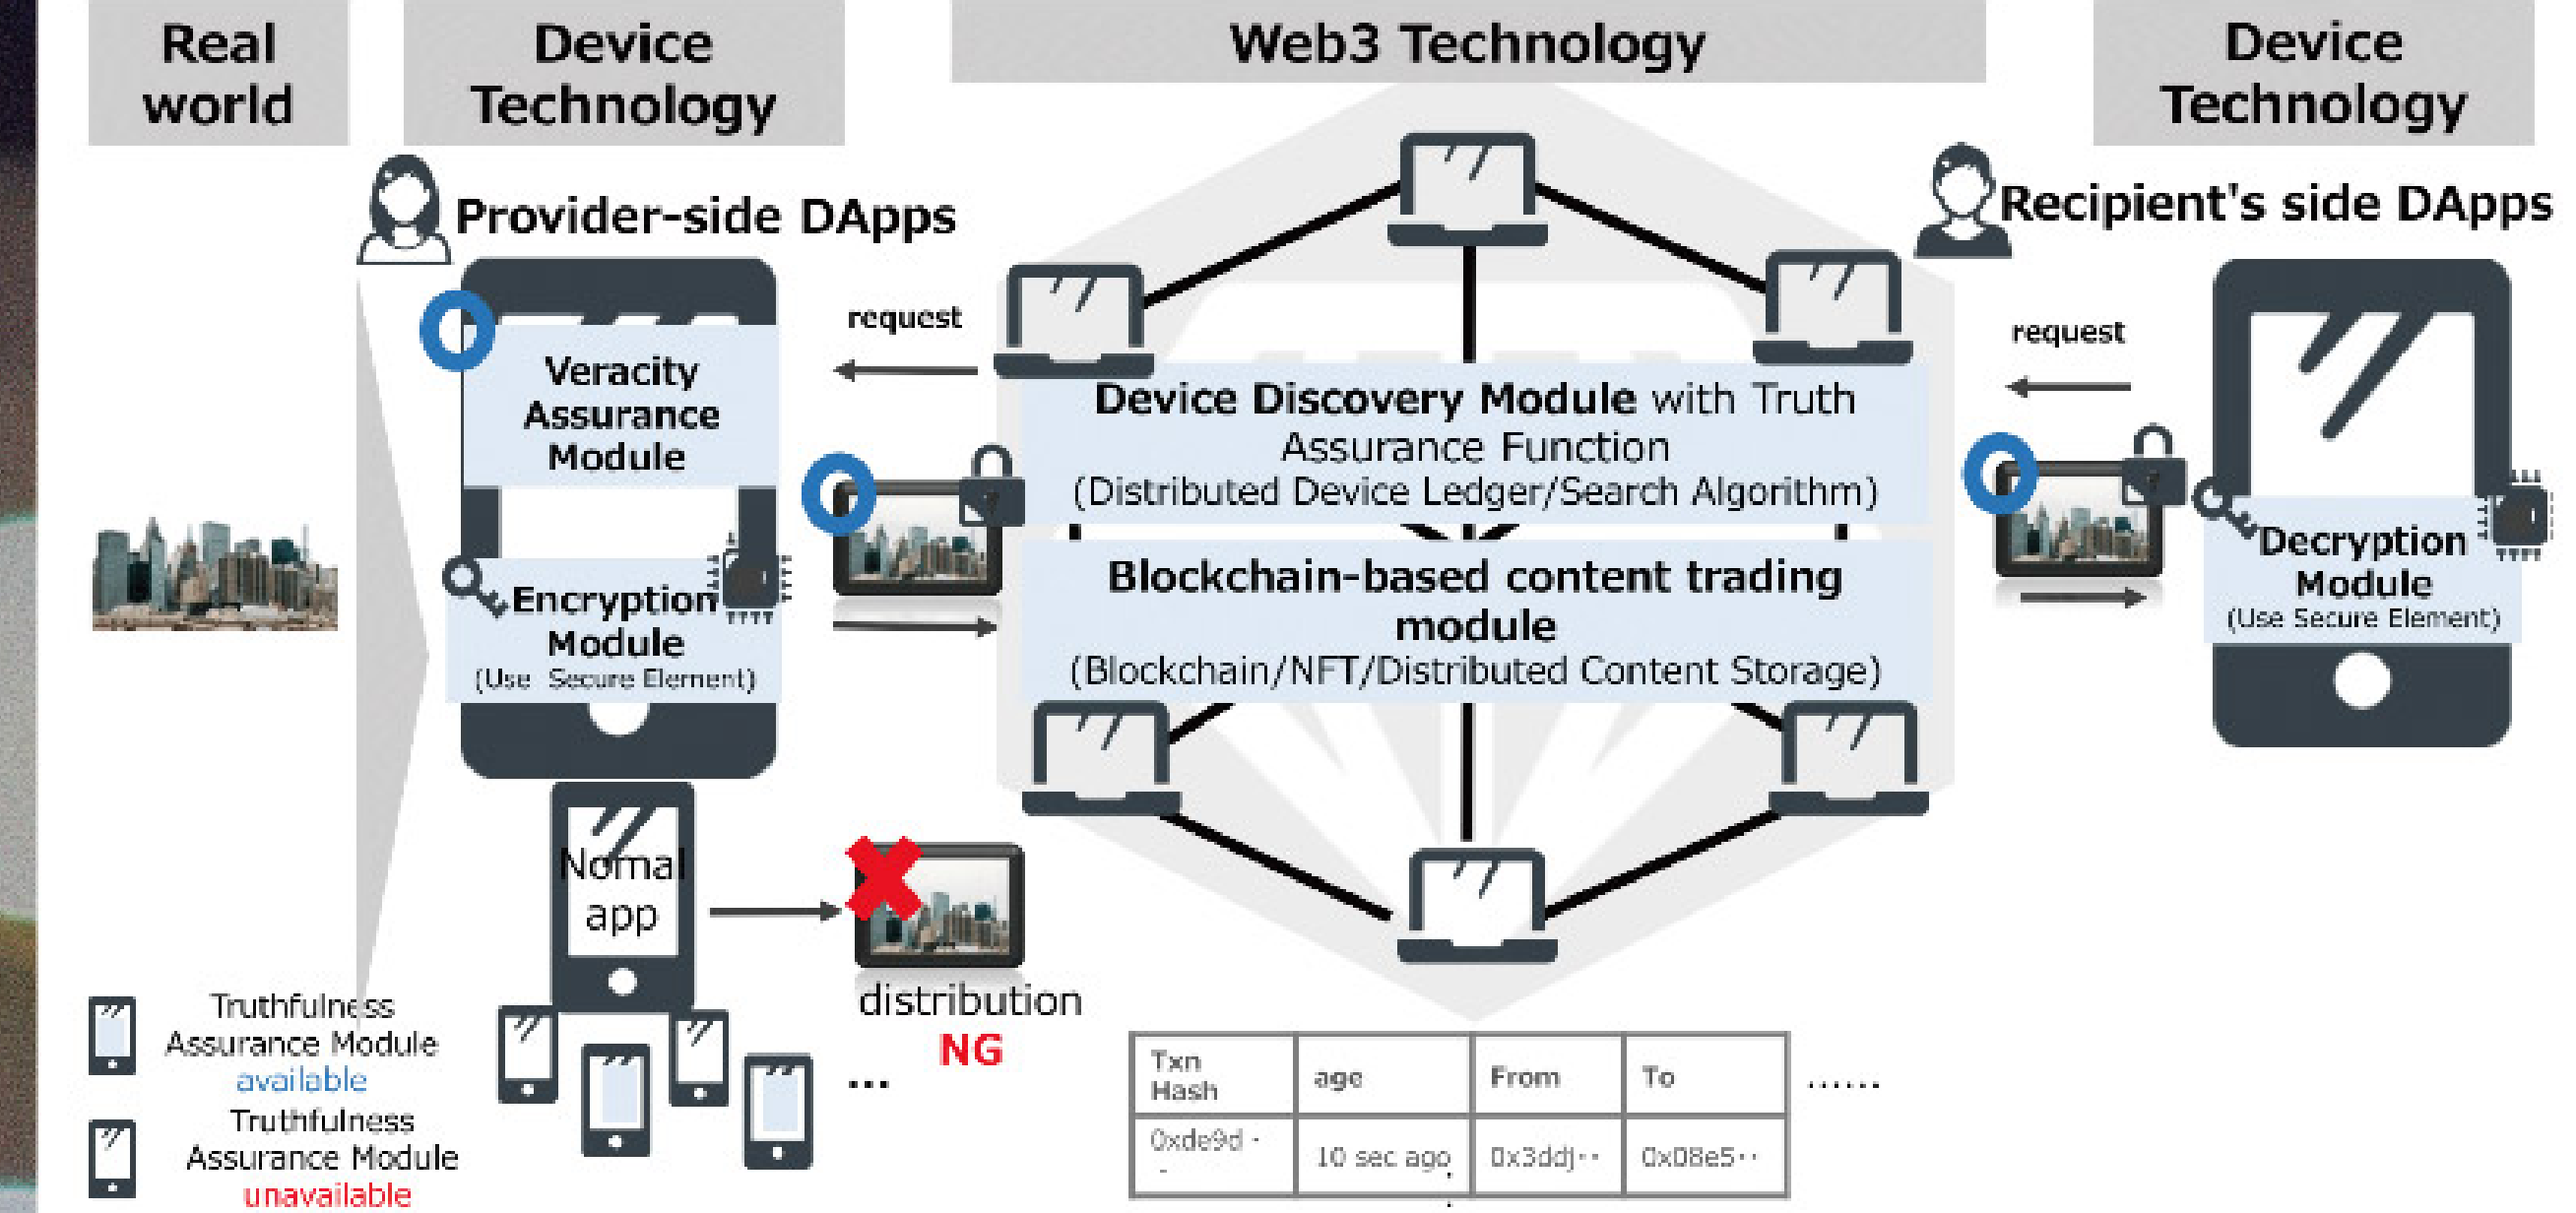 Real
world
Device
Technology
Web3 Technology
Device
Technology
Provider-side DApps
Recipient's side DApps
request
request
Veracity
Assurance
Module
Device Discovery Module with Truth
Assurance Function
(Distributed Device Ledger/Search Algorithm)
Encryption
Module
(Use Secure Element)
Blockchain-based content trading
module
(Blockchain/NFT/Distributed Content Storage)
Decryption
Module
(Use Secure Element)
Nomal
app
distribution
NG
Truthfulness
Assurance Module
available
Truthfulness
Assurance Module
unavailable
...
Txn
Hash
age
From
To
......
0xde9d・
・
10 sec ago
0x3ddj・・
0x08e5・・